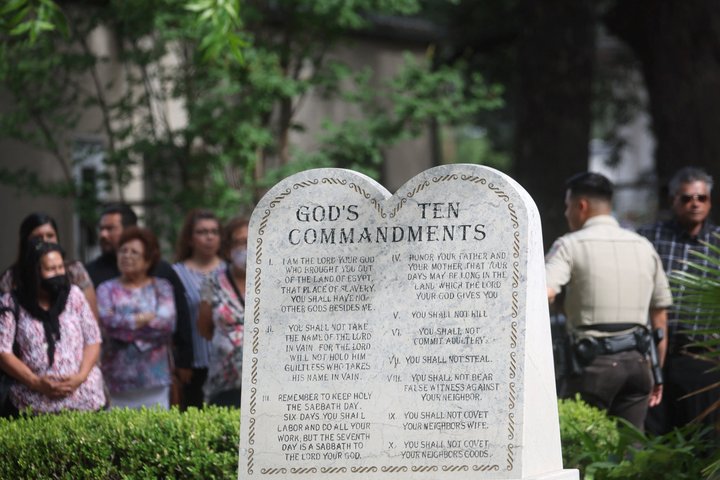 GOD'S TEN
COMMANDMENTS
I. I AM THE LORD YOUR GOD
WHO BROUGHT YOU OUT
OF THE LAND OF EGYPT,
THAT PLACE OF SLAVERY.
YOU SHALL HAVE NO
OTHER GODS BESIDES ME.
II. YOU SHALL NOT TAKE
THE NAME OF THE LORD
IN VAIN. FOR THE LORD
WILL NOT HOLD HIM
GUILTLESS WHO TAKES
HIS NAME IN VAIN.
III. REMEMBER TO KEEP HOLY
THE SABBATH DAY.
SIX DAYS YOU SHALL
LABOR AND DO ALL
YOUR WORK, BUT THE SEVENTH
DAY IS A SABBATH TO
THE LORD YOUR GOD.
IV. HONOR YOUR FATHER AND
YOUR MOTHER, THAT YOUR
DAYS MAY BE LONG IN THE
LAND, WHICH THE LORD
YOUR GOD GIVES YOU
V. YOU SHALL NOT KILL
VI. YOU SHALL NOT
COMMIT ADULTERY.
VII. YOU SHALL NOT STEAL.
VIII. YOU SHALL NOT BEAR
FALSE WITNESS AGAINST
YOUR NEIGHBOR.
IX. YOU SHALL NOT COVET
YOUR NEIGHBOR'S WIFE.
X. YOU SHALL NOT COVET
YOUR NEIGHBOR'S GOODS.